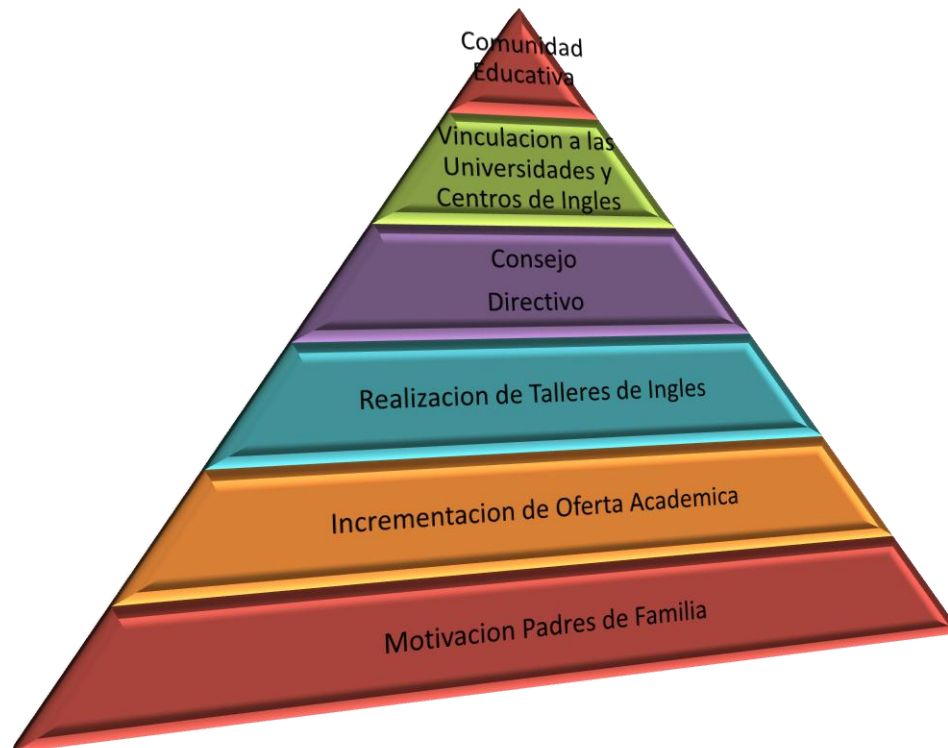 Comunidad
Educativa
Vinculacion a las
Universidades y
Centros de Ingles
Consejo
Directivo
Realizacion de Talleres de Ingles
Incrementacion de Oferta Academica
Motivacion Padres de Familia